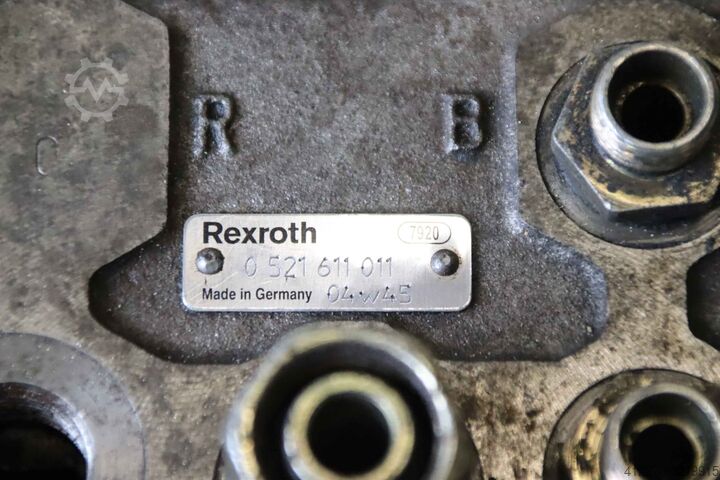 R B
Rexroth 7920
0 521 611 011
Made in Germany 04W45